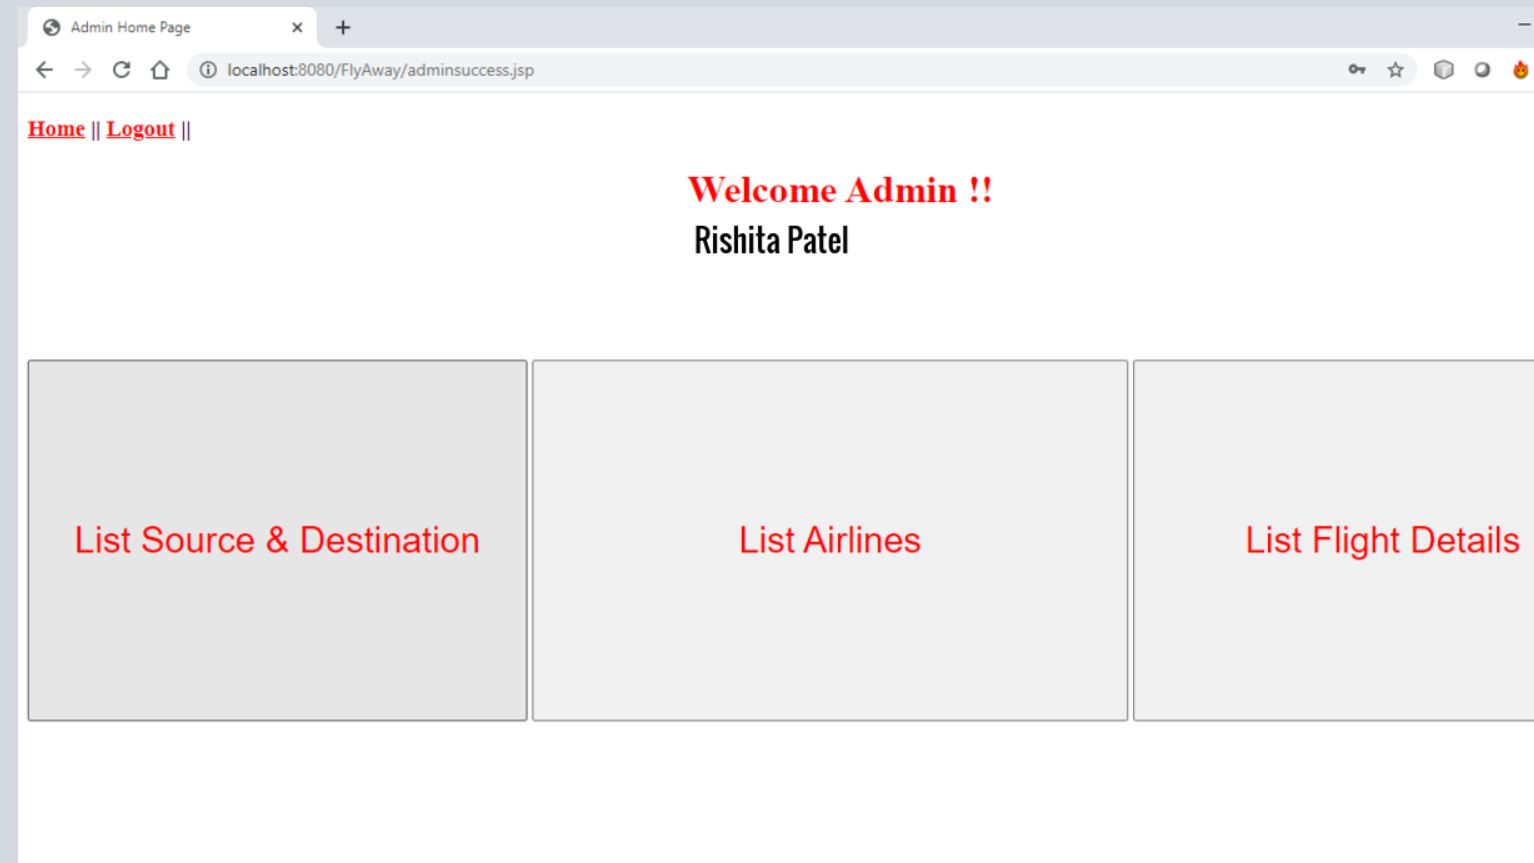 Admin Home Page
localhost:8080/FlyAway/adminsuccess.jsp
Home || Logout ||
Welcome Admin !!
Rishita Patel
List Source & Destination
List Airlines
List Flight Details